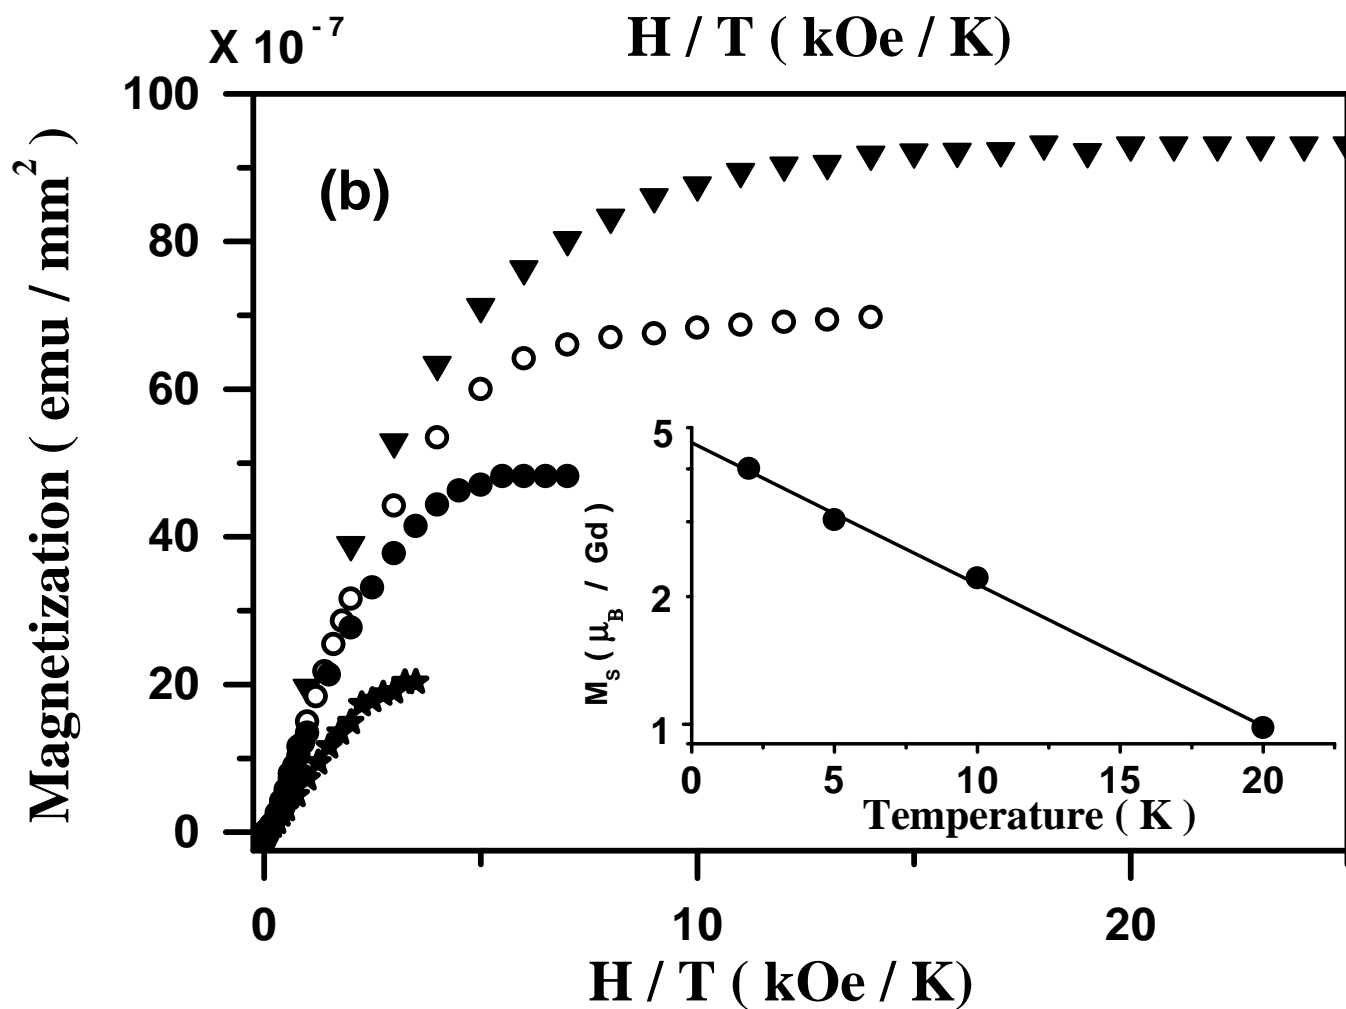 X 10⁻⁷
H / T ( kOe / K)
100
80
60
40
20
0
Magnetization ( emu / mm² )
(b)
5
2
1
M_S ( μ_B / Gd )
0 5 10 15 20
Temperature ( K )
0 10 20
H / T ( kOe / K)